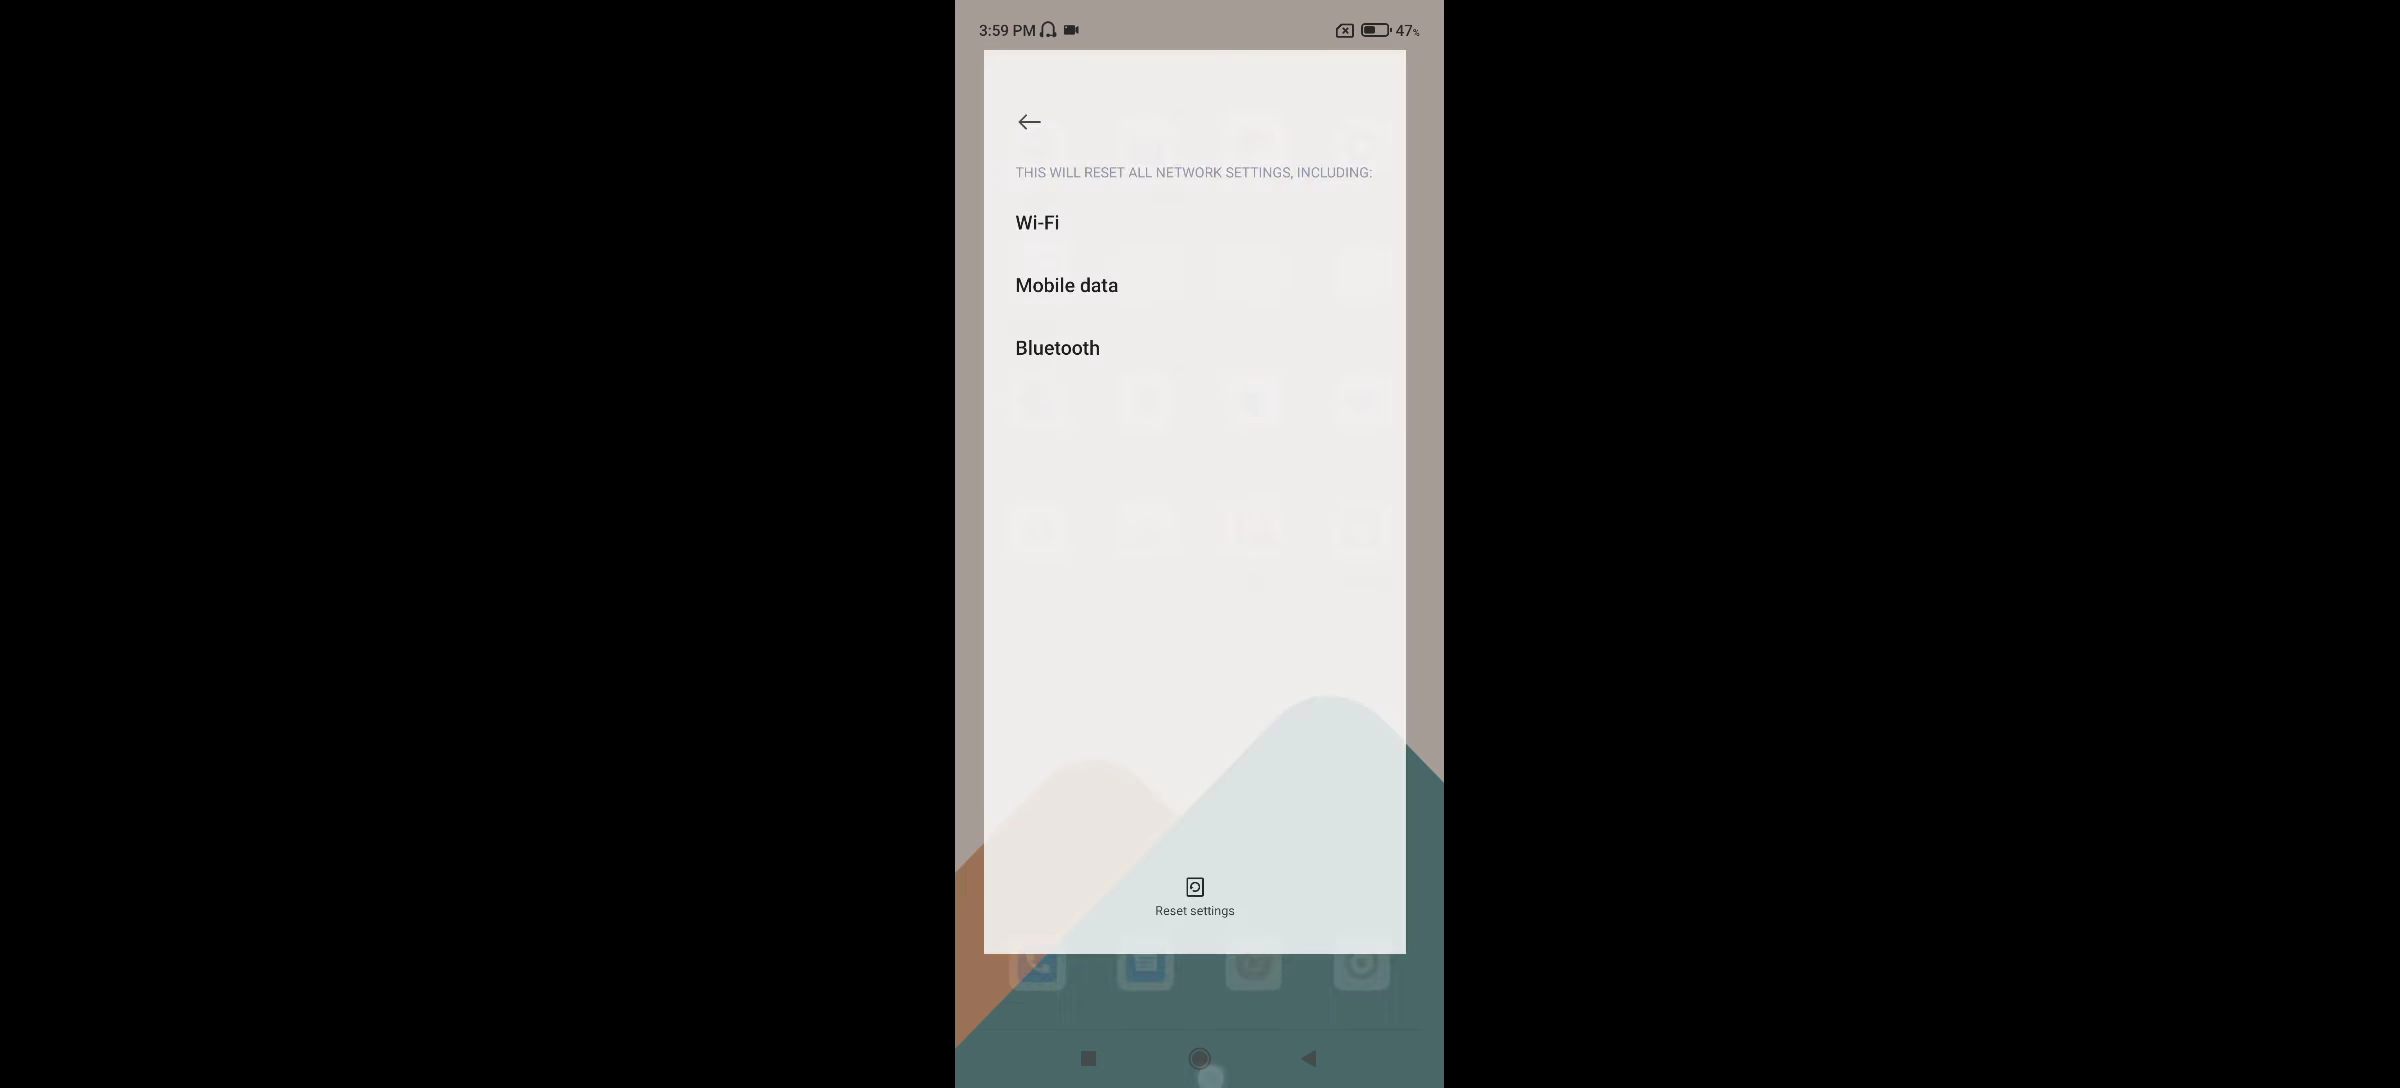 3:59 PM 47%
THIS WILL RESET ALL NETWORK SETTINGS, INCLUDING:
Wi-Fi
Mobile data
Bluetooth
Reset settings